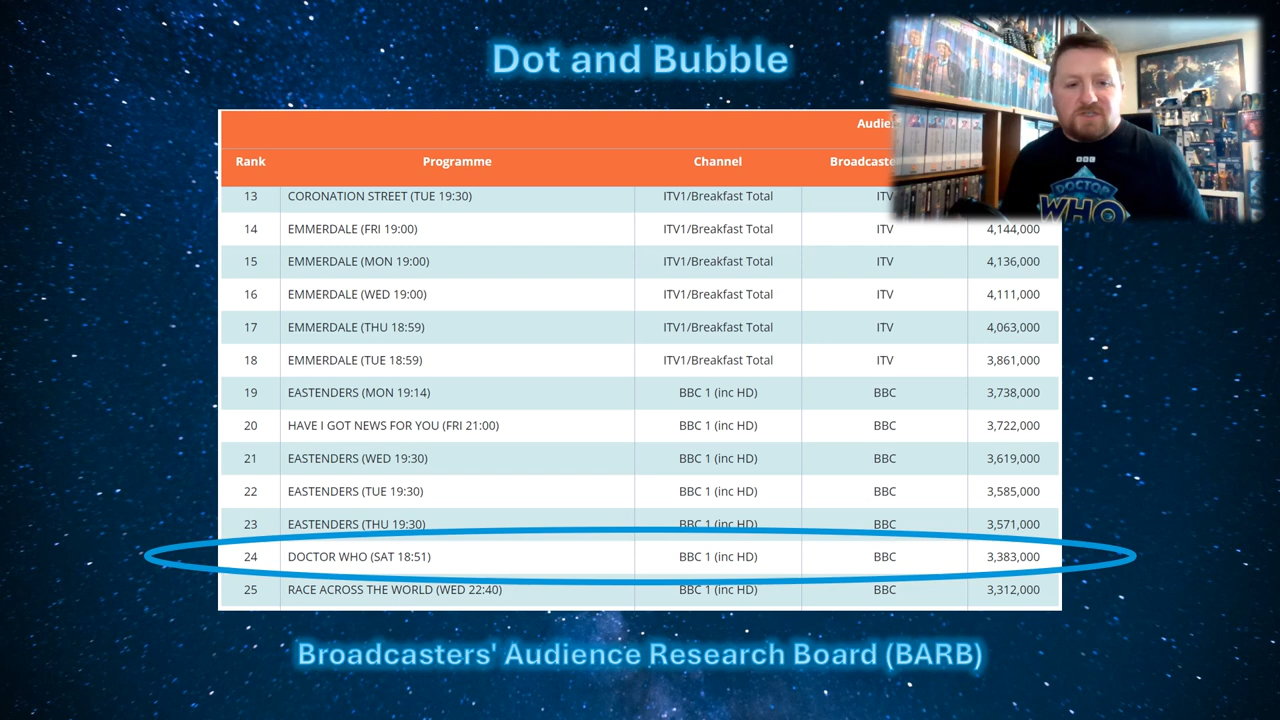 Dot and Bubble
Audie
Rank Programme Channel Broadcaste
13 CORONATION STREET (TUE 19:30) ITV1/Breakfast Total ITV
14 EMMERDALE (FRI 19:00) ITV1/Breakfast Total ITV 4,144,000
15 EMMERDALE (MON 19:00) ITV1/Breakfast Total ITV 4,136,000
16 EMMERDALE (WED 19:00) ITV1/Breakfast Total ITV 4,111,000
17 EMMERDALE (THU 18:59) ITV1/Breakfast Total ITV 4,063,000
18 EMMERDALE (TUE 18:59) ITV1/Breakfast Total ITV 3,861,000
19 EASTENDERS (MON 19:14) BBC 1 (inc HD) BBC 3,738,000
20 HAVE I GOT NEWS FOR YOU (FRI 21:00) BBC 1 (inc HD) BBC 3,722,000
21 EASTENDERS (WED 19:30) BBC 1 (inc HD) BBC 3,619,000
22 EASTENDERS (TUE 19:30) BBC 1 (inc HD) BBC 3,585,000
23 EASTENDERS (THU 19:30) BBC 1 (inc HD) BBC 3,571,000
24 DOCTOR WHO (SAT 18:51) BBC 1 (inc HD) BBC 3,383,000
25 RACE ACROSS THE WORLD (WED 22:40) BBC 1 (inc HD) BBC 3,312,000
Broadcasters' Audience Research Board (BARB)
BBC
DOCTOR
WHO